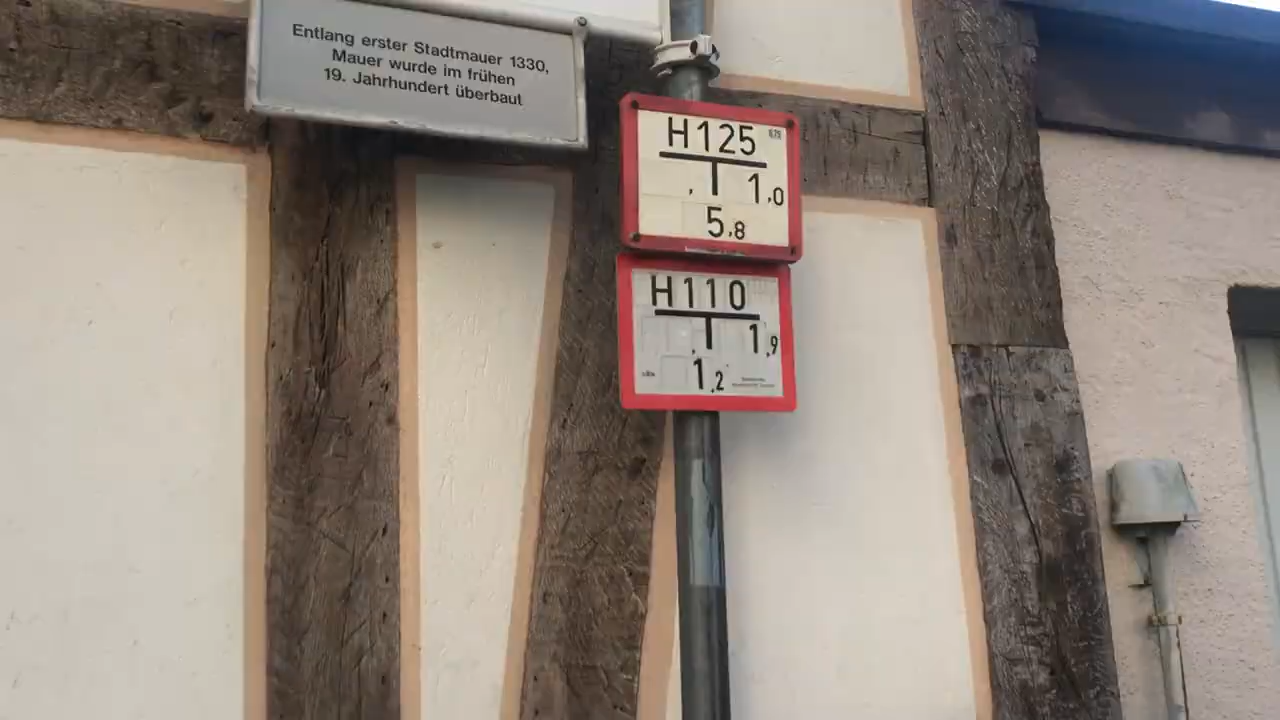 Entlang erster Stadtmauer 1330,
Mauer wurde im frühen
19. Jahrhundert überbaut
H125
, 1,0
5,8
H110
, 1,9
1,2